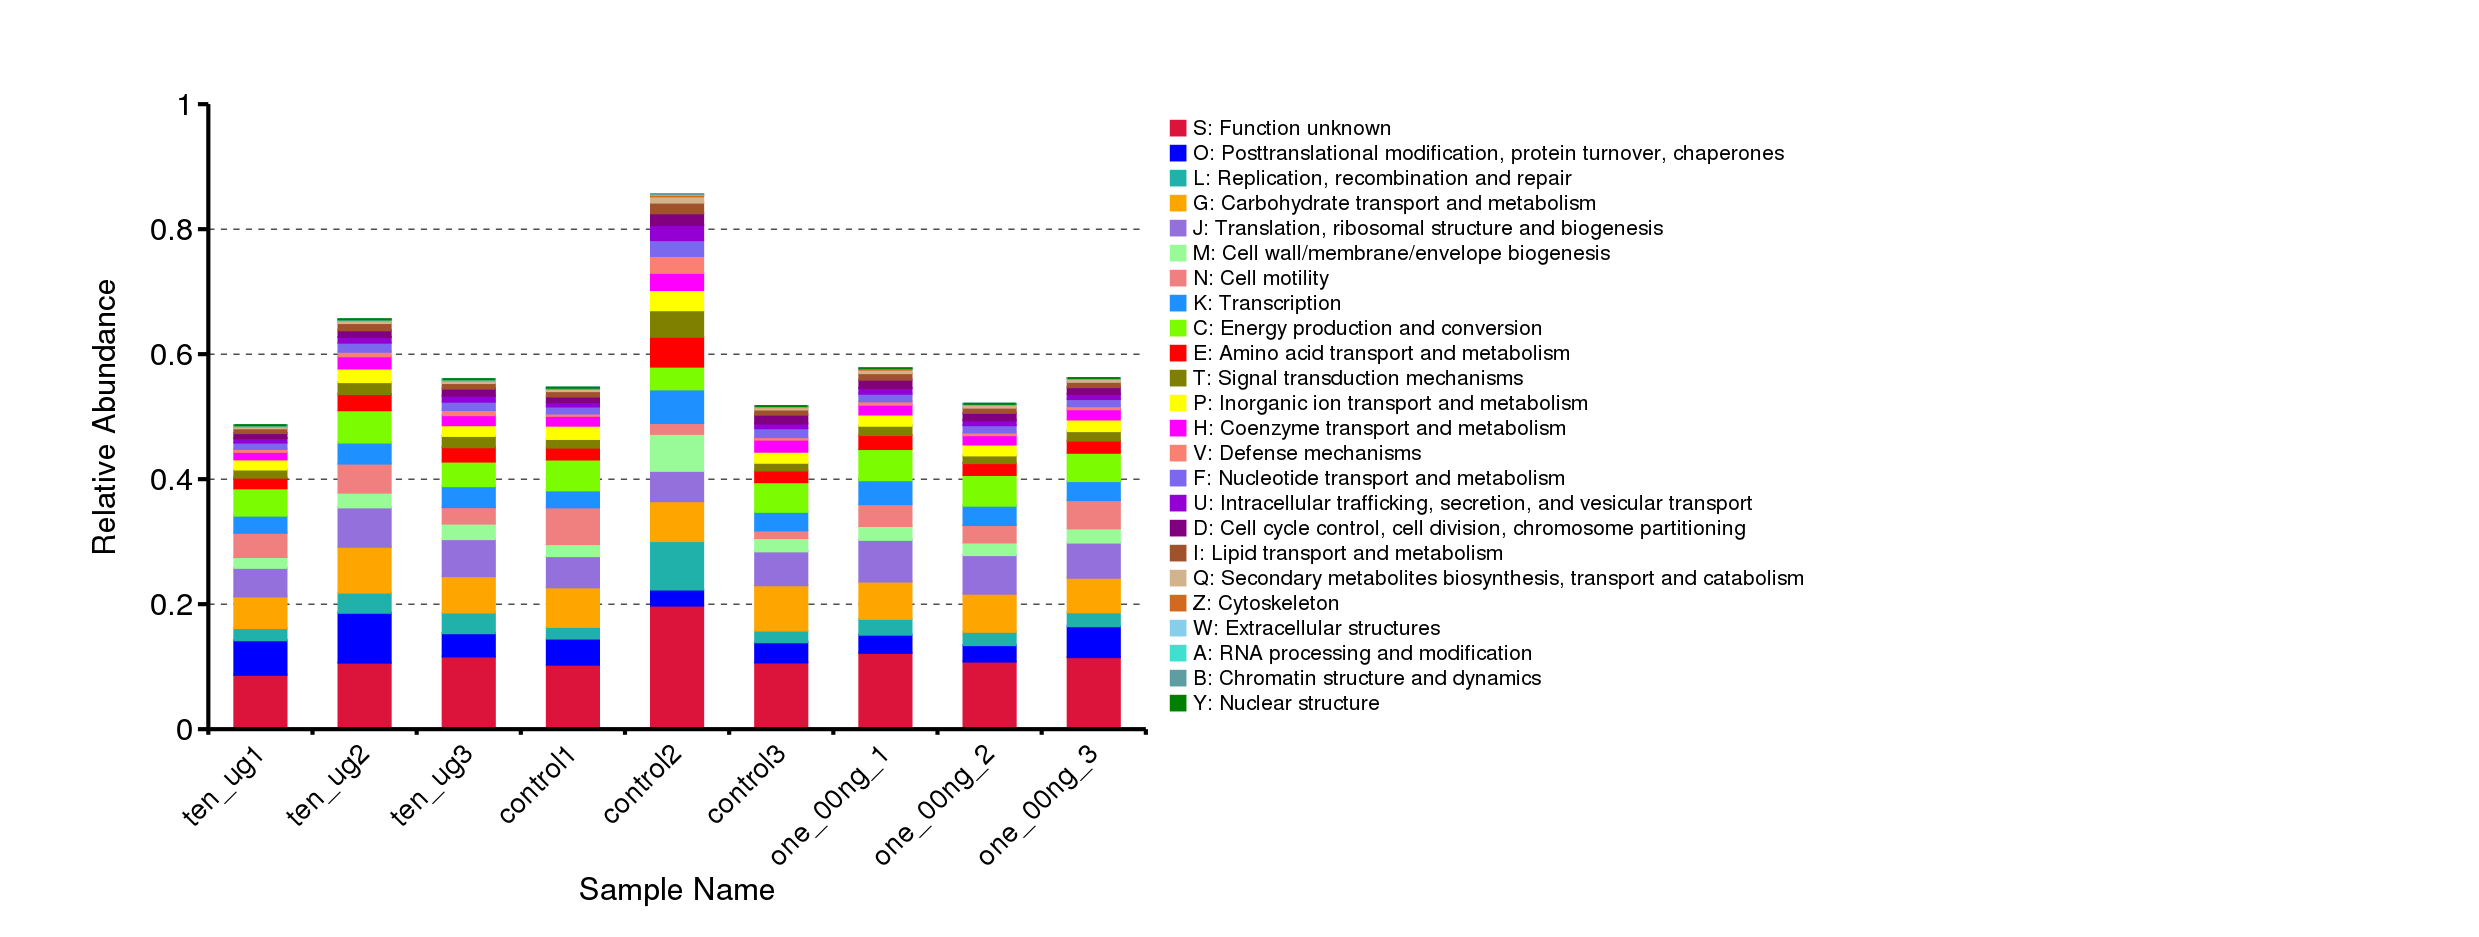 1
0.8
0.6
0.4
0.2
0
Relative Abundance
ten_ug1
ten_ug2
ten_ug3
control1
control2
control3
one_00ng_1
one_00ng_2
one_00ng_3
Sample Name
S: Function unknown
O: Posttranslational modification, protein turnover, chaperones
L: Replication, recombination and repair
G: Carbohydrate transport and metabolism
J: Translation, ribosomal structure and biogenesis
M: Cell wall/membrane/envelope biogenesis
N: Cell motility
K: Transcription
C: Energy production and conversion
E: Amino acid transport and metabolism
T: Signal transduction mechanisms
P: Inorganic ion transport and metabolism
H: Coenzyme transport and metabolism
V: Defense mechanisms
F: Nucleotide transport and metabolism
U: Intracellular trafficking, secretion, and vesicular transport
D: Cell cycle control, cell division, chromosome partitioning
I: Lipid transport and metabolism
Q: Secondary metabolites biosynthesis, transport and catabolism
Z: Cytoskeleton
W: Extracellular structures
A: RNA processing and modification
B: Chromatin structure and dynamics
Y: Nuclear structure